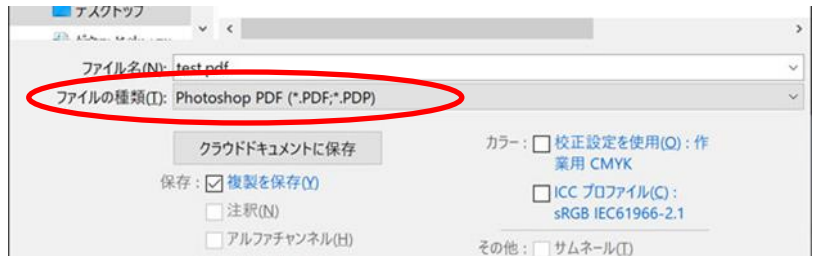 デスクトップ
ファイル名(N): test.pdf
ファイルの種類(T): Photoshop PDF (*.PDF;*.PDP)
クラウドドキュメントに保存
カラー : 校正設定を使用(O) : 作
業用 CMYK
保存 : 複製を保存(Y)
ICC プロファイル(C) :
sRGB IEC61966-2.1
注釈(N)
アルファチャンネル(H)
その他 : サムネール(T)